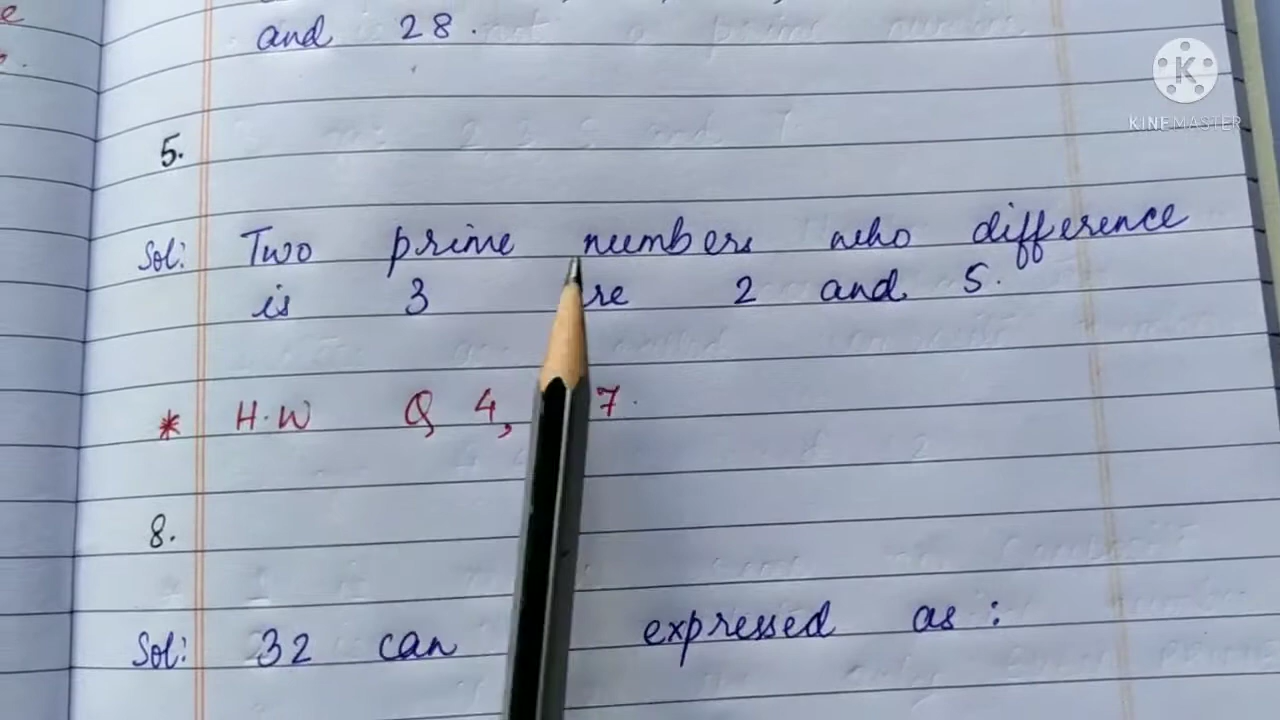 and 28.
5.
Sol: Two prime numbers who difference
is 3 re 2 and 5.
* H.W Q 4, 7.
8.
Sol: 32 can expressed as:
KINEMASTER